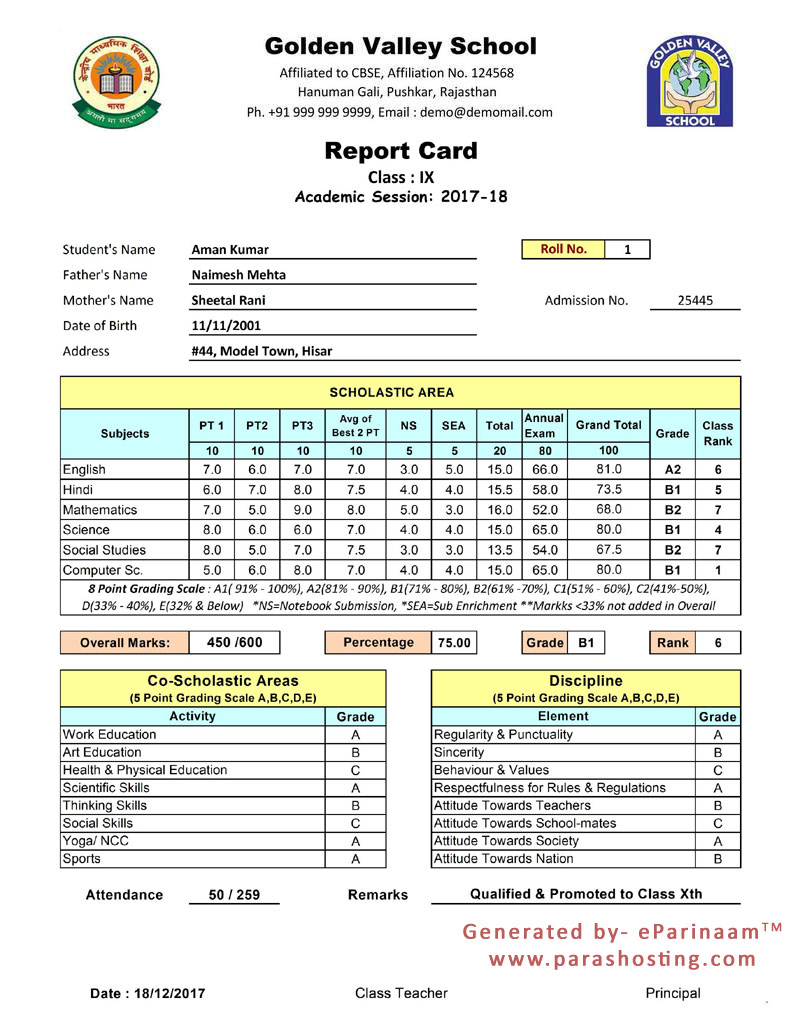 केन्द्रीय माध्यमिक शिक्षा बोर्ड
भारत
असतो मा सद्गमय
Golden Valley School
Affiliated to CBSE, Affiliation No. 124568
Hanuman Gali, Pushkar, Rajasthan
Ph. +91 999 999 9999, Email : demo@demomail.com
GOLDEN VALLEY
SCHOOL
Report Card
Class : IX
Academic Session: 2017-18
Student's Name Aman Kumar Roll No. 1
Father's Name Naimesh Mehta
Mother's Name Sheetal Rani Admission No. 25445
Date of Birth 11/11/2001
Address #44, Model Town, Hisar
SCHOLASTIC AREA
Subjects PT 1 PT2 PT3 Avg of Best 2 PT NS SEA Total Annual Exam Grand Total Grade Class Rank
10 10 10 10 5 5 20 80 100
English 7.0 6.0 7.0 7.0 3.0 5.0 15.0 66.0 81.0 A2 6
Hindi 6.0 7.0 8.0 7.5 4.0 4.0 15.5 58.0 73.5 B1 5
Mathematics 7.0 5.0 9.0 8.0 5.0 3.0 16.0 52.0 68.0 B2 7
Science 8.0 6.0 6.0 7.0 4.0 4.0 15.0 65.0 80.0 B1 4
Social Studies 8.0 5.0 7.0 7.5 3.0 3.0 13.5 54.0 67.5 B2 7
Computer Sc. 5.0 6.0 8.0 7.0 4.0 4.0 15.0 65.0 80.0 B1 1
8 Point Grading Scale : A1( 91% - 100%), A2(81% - 90%), B1(71% - 80%), B2(61% -70%), C1(51% - 60%), C2(41%-50%),
D(33% - 40%), E(32% & Below) *NS=Notebook Submission, *SEA=Sub Enrichment **Markks <33% not added in Overall
Overall Marks: 450 /600 Percentage 75.00 Grade B1 Rank 6
Co-Scholastic Areas
(5 Point Grading Scale A,B,C,D,E)
Activity Grade
Work Education A
Art Education B
Health & Physical Education C
Scientific Skills A
Thinking Skills B
Social Skills C
Yoga/ NCC A
Sports A
Discipline
(5 Point Grading Scale A,B,C,D,E)
Element Grade
Regularity & Punctuality A
Sincerity B
Behaviour & Values C
Respectfulness for Rules & Regulations A
Attitude Towards Teachers B
Attitude Towards School-mates C
Attitude Towards Society A
Attitude Towards Nation B
Attendance 50 / 259 Remarks Qualified & Promoted to Class Xth
Generated by- eParinaam™
www.parashosting.com
Date : 18/12/2017 Class Teacher Principal